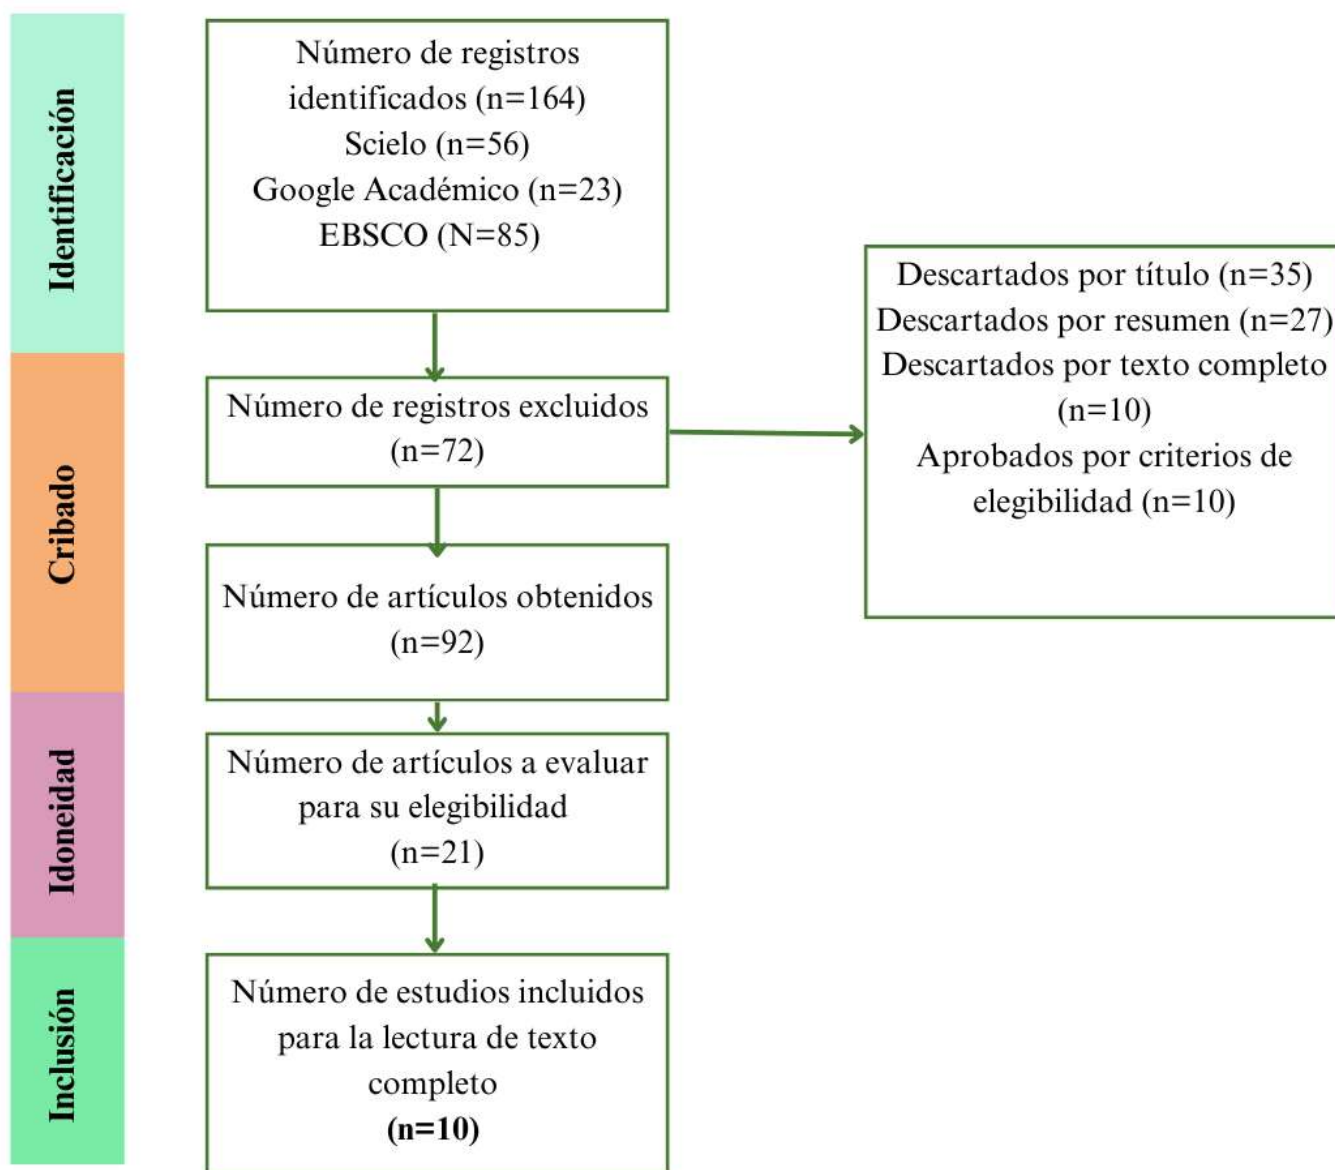 Identificación
Número de registros
identificados (n=164)
Scielo (n=56)
Google Académico (n=23)
EBSCO (N=85)
Descartados por título (n=35)
Descartados por resumen (n=27)
Descartados por texto completo
(n=10)
Aprobados por criterios de
elegibilidad (n=10)
Cribado
Número de registros excluidos
(n=72)
Número de artículos obtenidos
(n=92)
Idoneidad
Número de artículos a evaluar
para su elegibilidad
(n=21)
Inclusión
Número de estudios incluidos
para la lectura de texto
completo
(n=10)